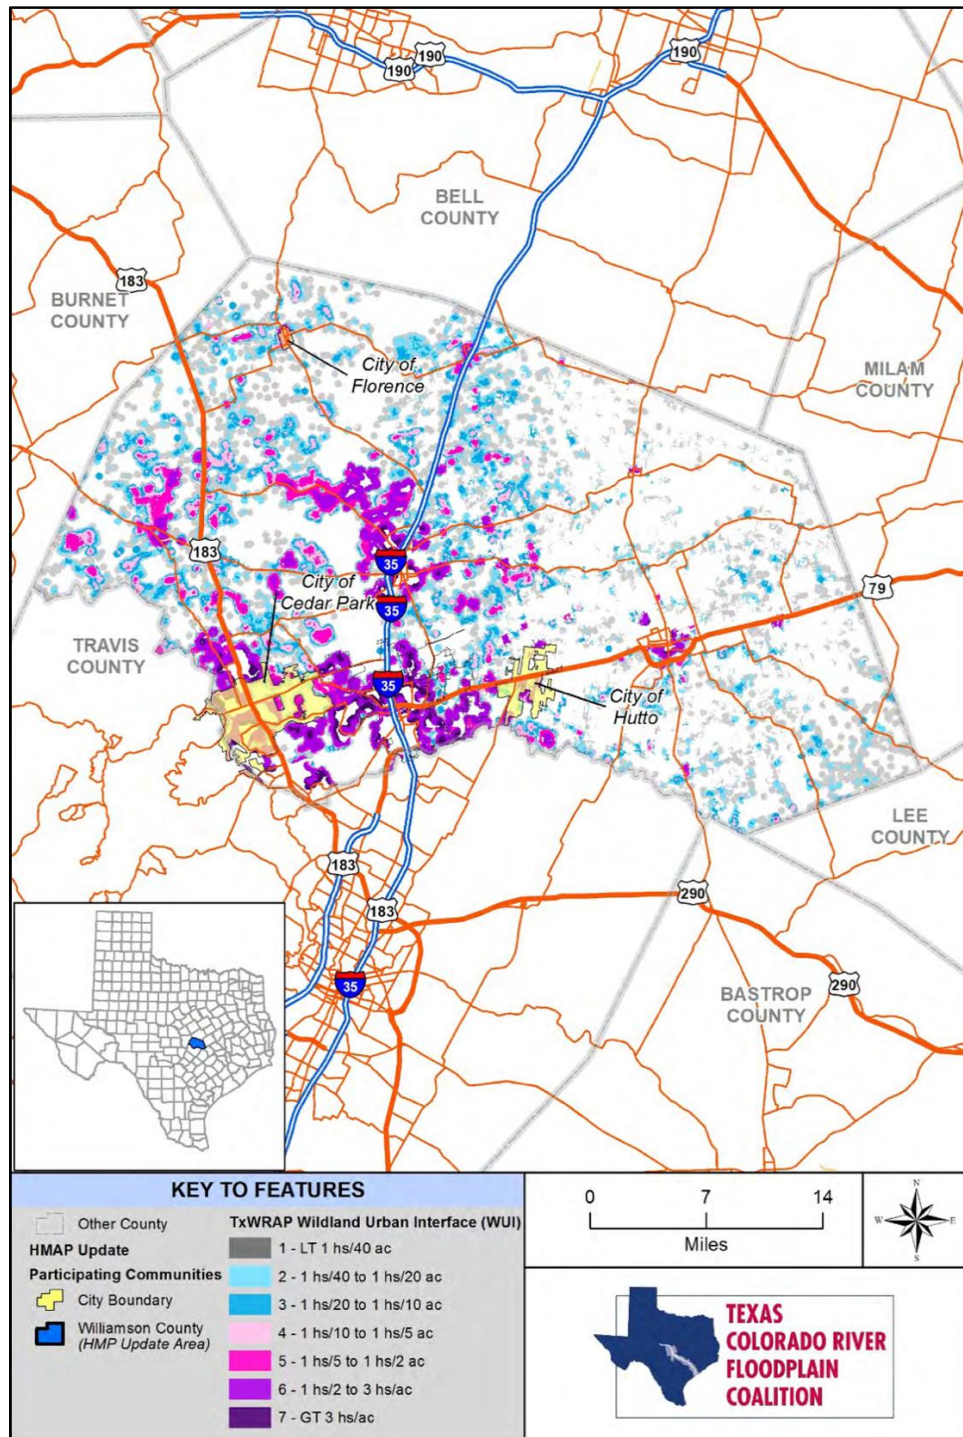 190
190
190
BELL
COUNTY
183
BURNET
COUNTY
City of
Florence
MILAM
COUNTY
183
35
City of
Cedar Park
35
79
TRAVIS
COUNTY
35
City of
Hutto
LEE
COUNTY
183
290
183
35
290
BASTROP
COUNTY
KEY TO FEATURES
Other County
HMAP Update
Participating Communities
City Boundary
Williamson County
(HMP Update Area)
TxWRAP Wildland Urban Interface (WUI)
1 - LT 1 hs/40 ac
2 - 1 hs/40 to 1 hs/20 ac
3 - 1 hs/20 to 1 hs/10 ac
4 - 1 hs/10 to 1 hs/5 ac
5 - 1 hs/5 to 1 hs/2 ac
6 - 1 hs/2 to 3 hs/ac
7 - GT 3 hs/ac
0 7 14
Miles
N
W E
S
TEXAS
COLORADO RIVER
FLOODPLAIN
COALITION